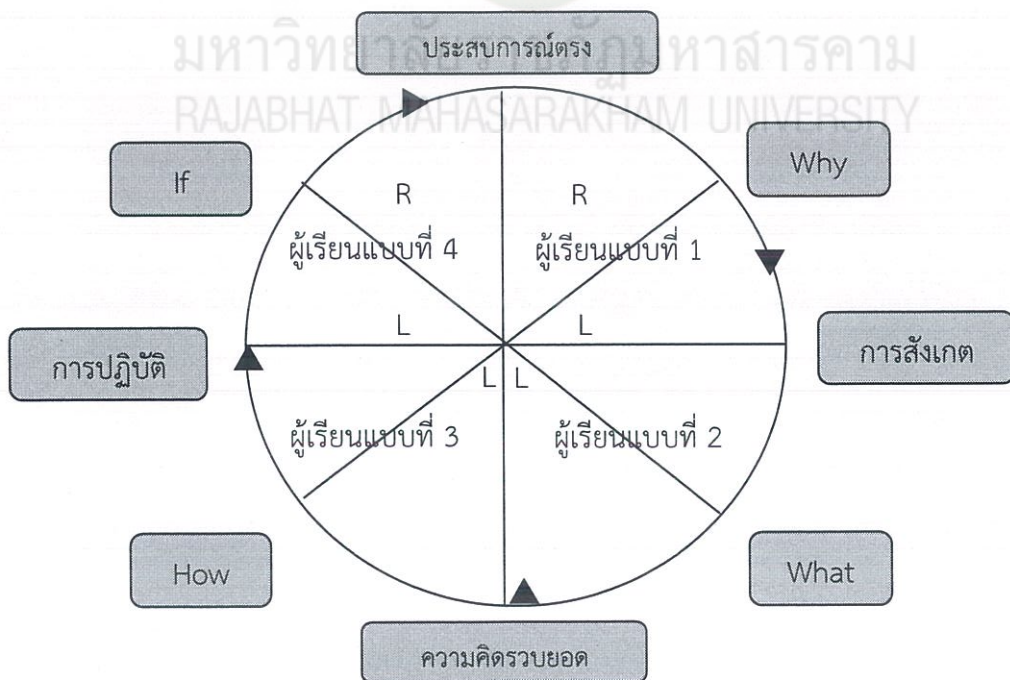 มหาวิทยาลัยราชภัฏมหาสารคาม
ประสบการณ์ตรง
RAJABHAT MAHASARAKHAM UNIVERSITY
If
Why
R
R
ผู้เรียนแบบที่ 4
ผู้เรียนแบบที่ 1
L
L
การปฏิบัติ
การสังเกต
L
L
ผู้เรียนแบบที่ 3
ผู้เรียนแบบที่ 2
How
What
ความคิดรวบยอด